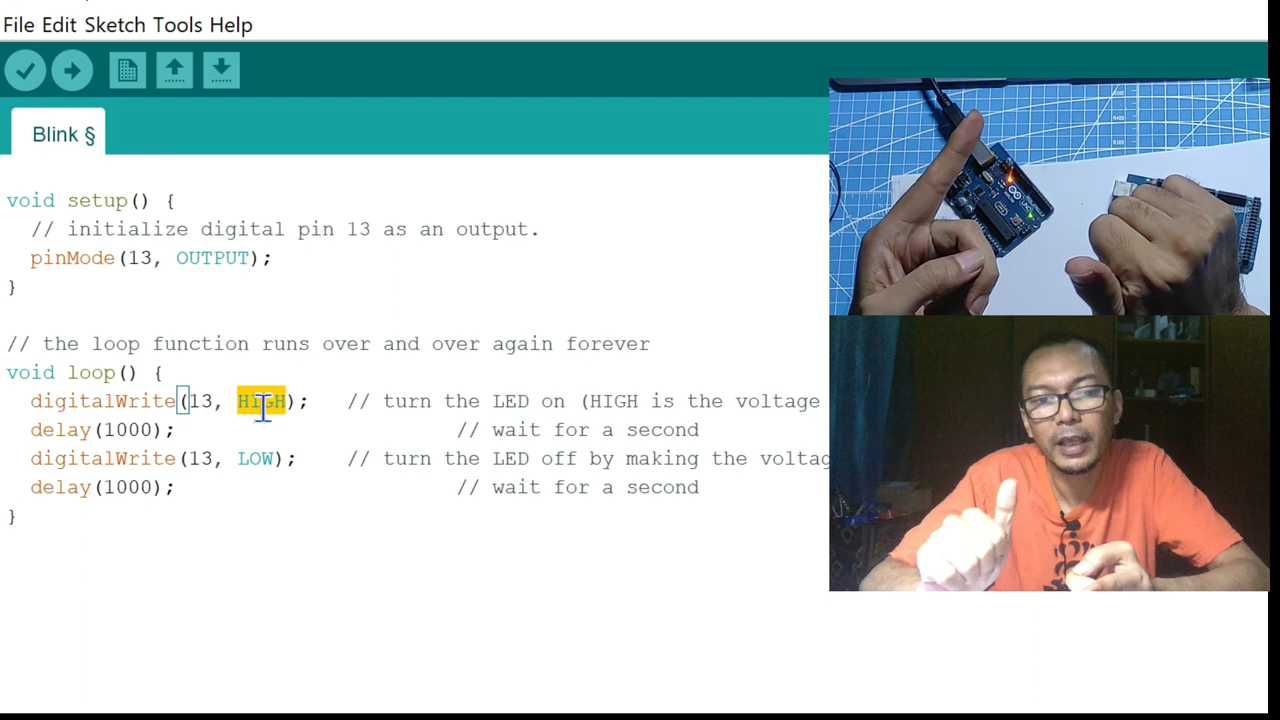 File Edit Sketch Tools Help
Blink §
void setup() {
// initialize digital pin 13 as an output.
pinMode(13, OUTPUT);
}
// the loop function runs over and over again forever
void loop() {
digitalWrite(13, HIGH); // turn the LED on (HIGH is the voltage
delay(1000); // wait for a second
digitalWrite(13, LOW); // turn the LED off by making the voltag
delay(1000); // wait for a second
}
UNO